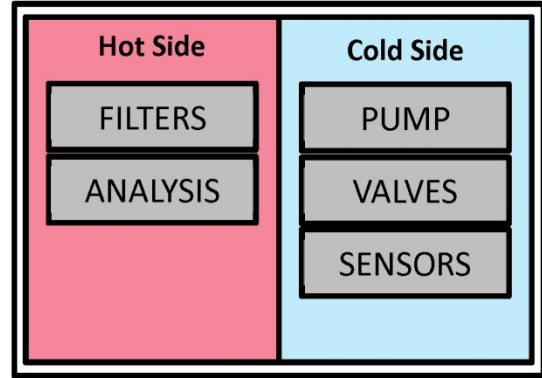 Hot Side
FILTERS
ANALYSIS
Cold Side
PUMP
VALVES
SENSORS